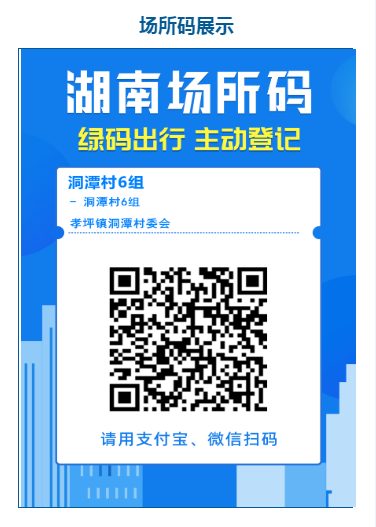 场所码展示
湖南场所码
绿码出行 主动登记
洞潭村6组
- 洞潭村6组
孝坪镇洞潭村委会
请用支付宝、微信扫码